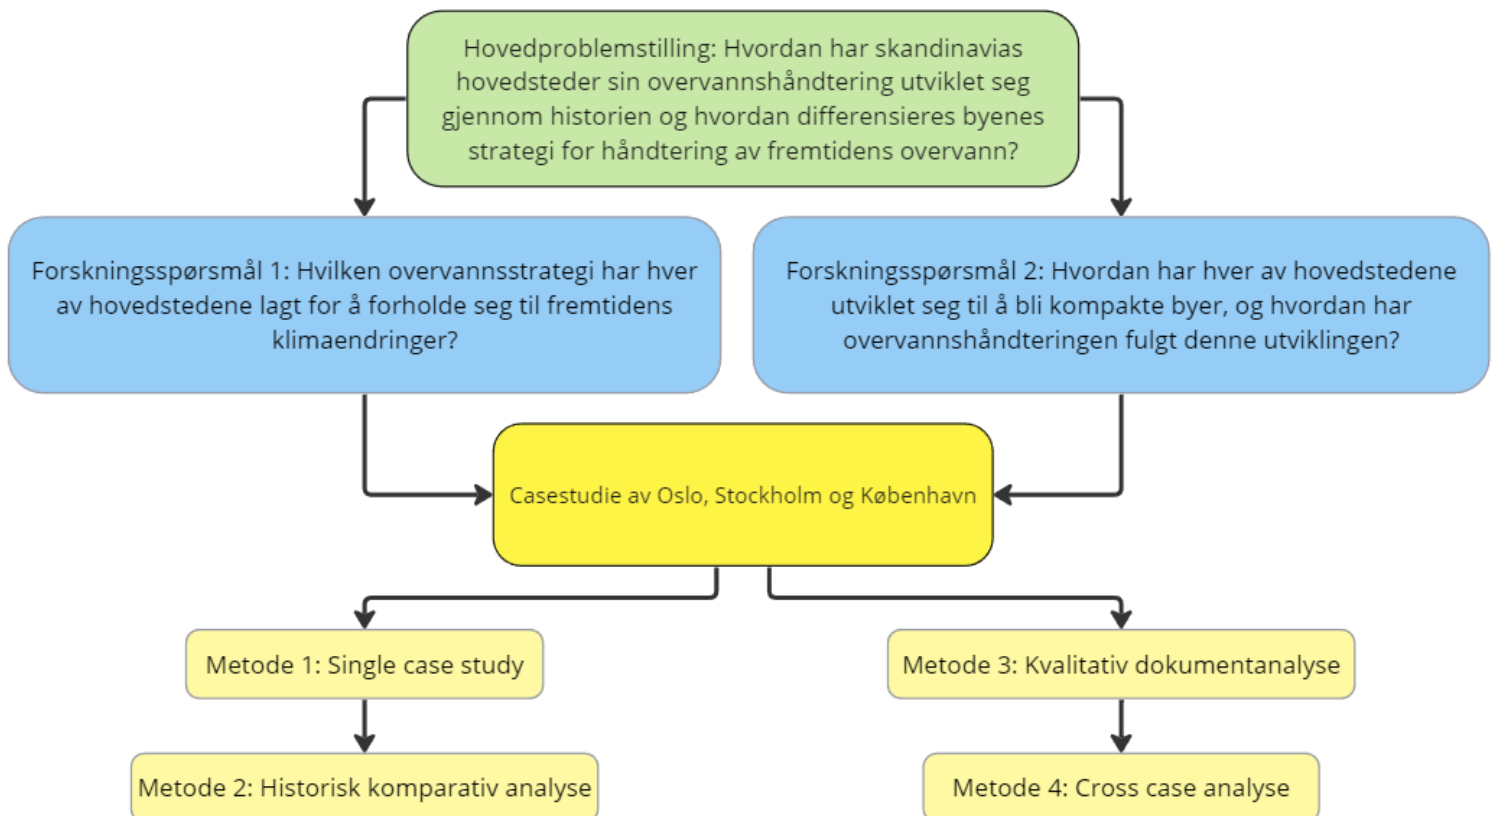 Hovedproblemstilling: Hvordan har skandinavias
hovedsteder sin overvannshåndtering utviklet seg
gjennom historien og hvordan differensieres byenes
strategi for håndtering av fremtidens overvann?
Forskningsspørsmål 1: Hvilken overvannsstrategi har hver
av hovedstedene lagt for å forholde seg til fremtidens
klimaendringer?
Forskningsspørsmål 2: Hvordan har hver av hovedstedene
utviklet seg til å bli kompakte byer, og hvordan har
overvannshåndteringen fulgt denne utviklingen?
Casestudie av Oslo, Stockholm og København
Metode 1: Single case study
Metode 2: Historisk komparativ analyse
Metode 3: Kvalitativ dokumentanalyse
Metode 4: Cross case analyse